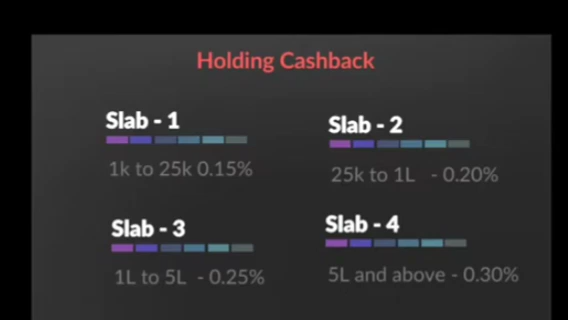 Holding Cashback
Slab - 1
1k to 25k 0.15%
Slab - 2
25k to 1L - 0.20%
Slab - 3
1L to 5L - 0.25%
Slab - 4
5L and above - 0.30%